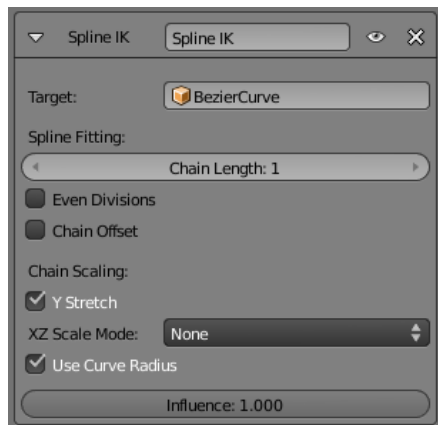 Spline IK Spline IK
Target: BezierCurve
Spline Fitting:
Chain Length: 1
Even Divisions
Chain Offset
Chain Scaling:
Y Stretch
XZ Scale Mode: None
Use Curve Radius
Influence: 1.000